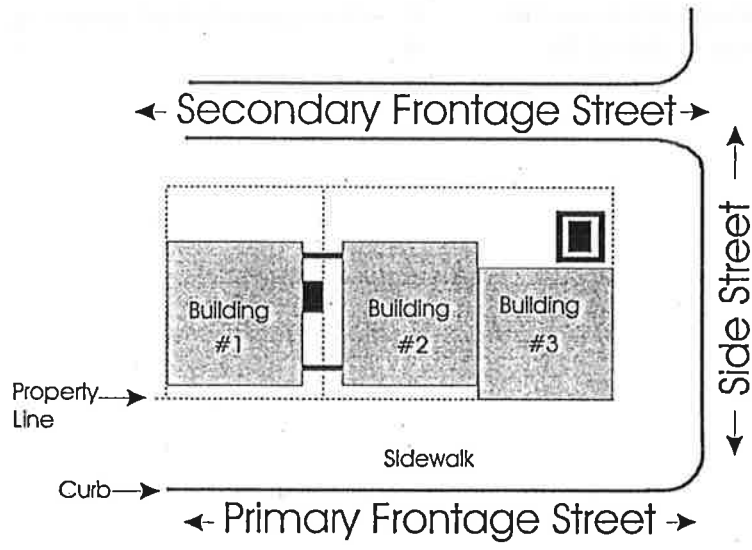 Secondary Frontage Street
Side Street
Building
#1
Building
#2
Building
#3
Property
Line
Sidewalk
Curb
Primary Frontage Street